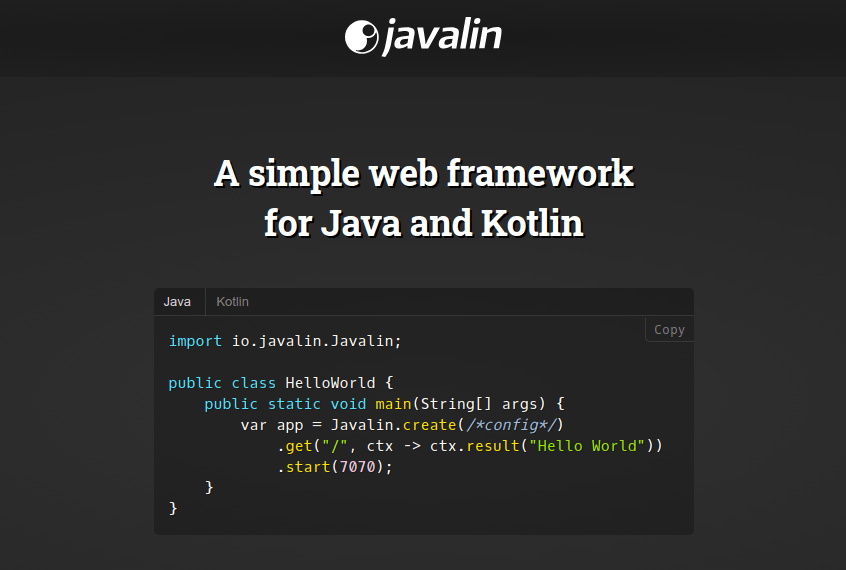 javalin
A simple web framework
for Java and Kotlin
Java Kotlin
Copy
import io.javalin.Javalin;
public class HelloWorld {
    public static void main(String[] args) {
        var app = Javalin.create(/*config*/)
            .get("/", ctx -> ctx.result("Hello World"))
            .start(7070);
    }
}